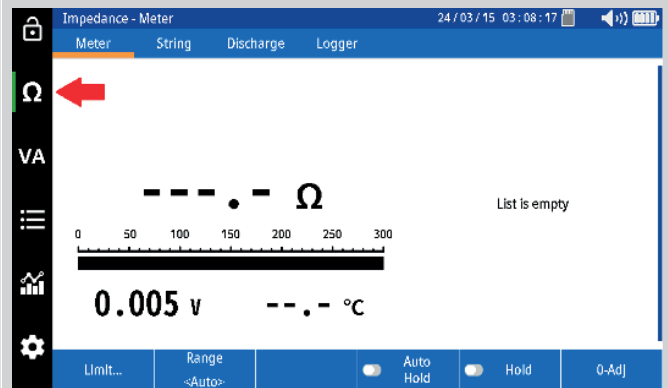 Impedance - Meter 24/03/15 03:08:17
Meter String Discharge Logger
Ω
VA
---.- Ω
List is empty
0 50 100 150 200 250 300
0.005 V --.- °C
Limit... Range <Auto> Auto Hold Hold 0-Adj